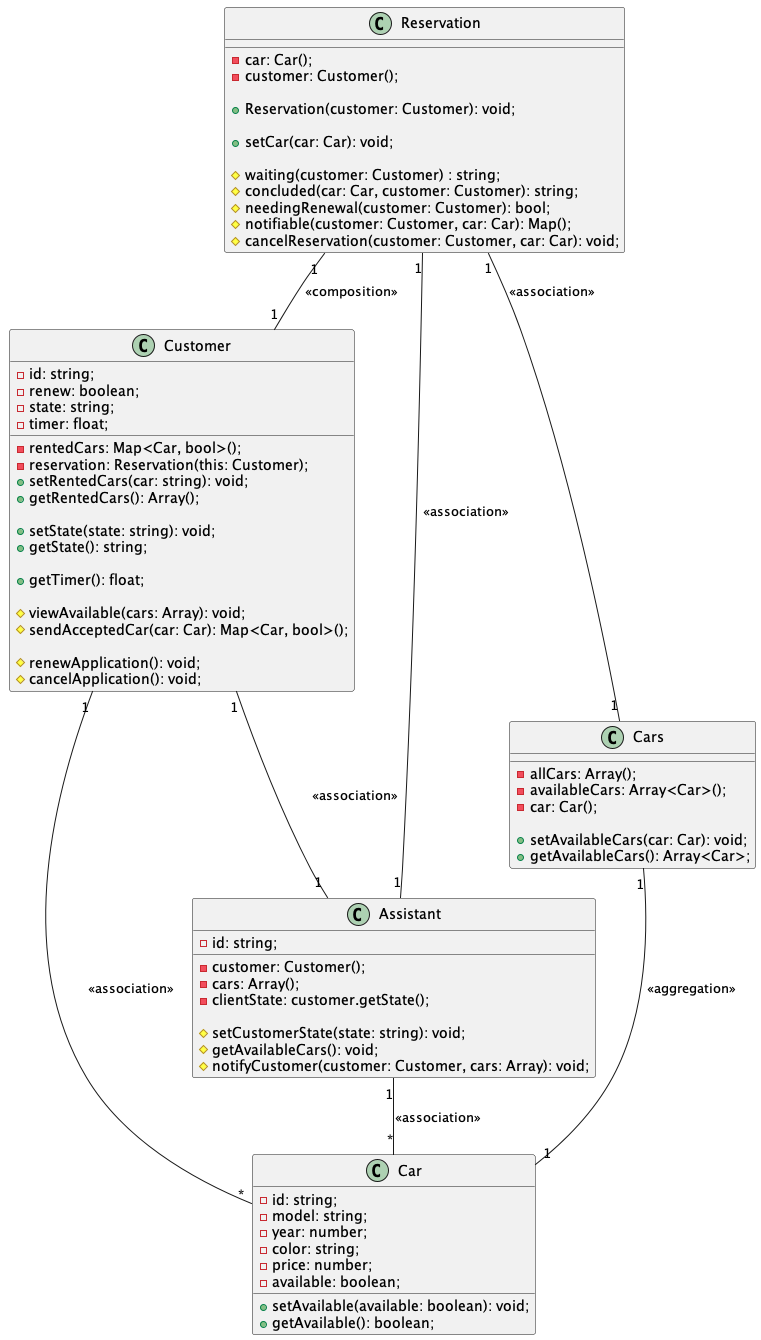 C Reservation
car: Car();
customer: Customer();
Reservation(customer: Customer): void;
setCar(car: Car): void;
waiting(customer: Customer) : string;
concluded(car: Car, customer: Customer): string;
needingRenewal(customer: Customer): bool;
notifiable(customer: Customer, car: Car): Map();
cancelReservation(customer: Customer, car: Car): void;
1
1
1
«composition»
«association»
1
C Customer
id: string;
renew: boolean;
state: string;
timer: float;
rentedCars: Map<Car, bool>();
reservation: Reservation(this: Customer);
setRentedCars(car: string): void;
getRentedCars(): Array();
setState(state: string): void;
getState(): string;
getTimer(): float;
viewAvailable(cars: Array): void;
sendAcceptedCar(car: Car): Map<Car, bool>();
renewApplication(): void;
cancelApplication(): void;
«association»
1
1
1
C Cars
allCars: Array();
availableCars: Array<Car>();
car: Car();
setAvailableCars(car: Car): void;
getAvailableCars(): Array<Car>;
«association»
1
1
1
C Assistant
id: string;
customer: Customer();
cars: Array();
clientState: customer.getState();
setCustomerState(state: string): void;
getAvailableCars(): void;
notifyCustomer(customer: Customer, cars: Array): void;
«association»
«aggregation»
1
«association»
*
1
*
C Car
id: string;
model: string;
year: number;
color: string;
price: number;
available: boolean;
setAvailable(available: boolean): void;
getAvailable(): boolean;